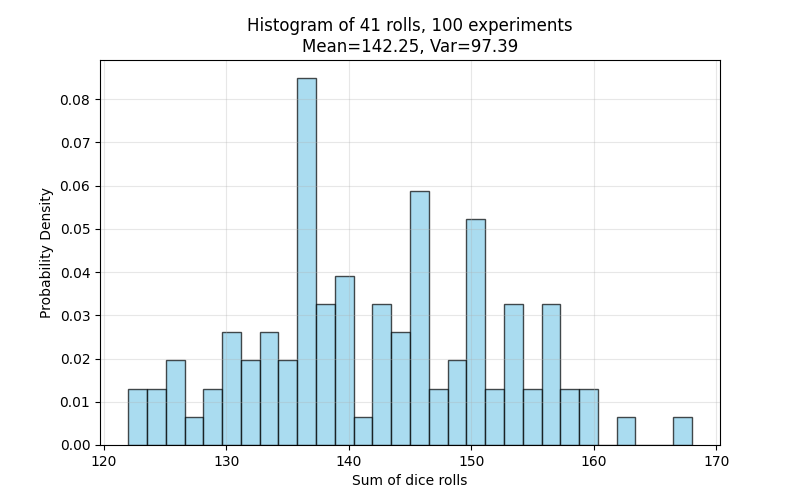 Histogram of 41 rolls, 100 experiments
Mean=142.25, Var=97.39
Probability Density
0.08
0.07
0.06
0.05
0.04
0.03
0.02
0.01
0.00
120 130 140 150 160 170
Sum of dice rolls